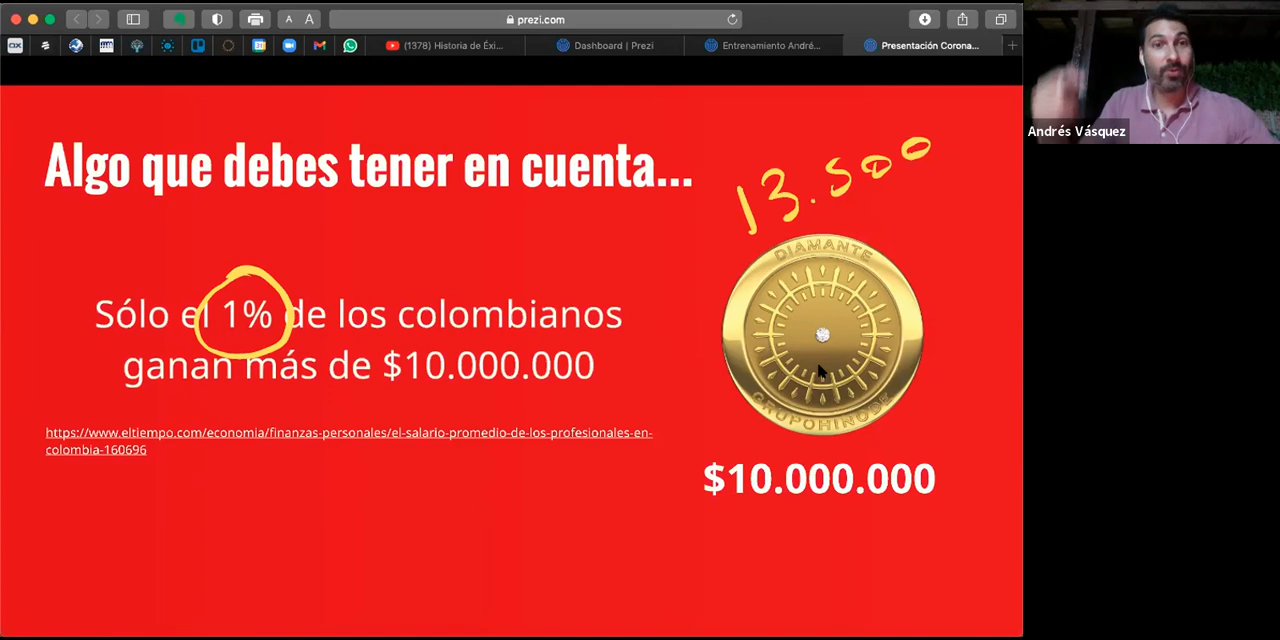 A A
prezi.com
(1378) Historia de Éxi...
Dashboard | Prezi
Entrenamiento André...
Presentación Corona...
Andrés Vásquez
Algo que debes tener en cuenta...
13.500
Sólo el 1% de los colombianos
ganan más de $10.000.000
https://www.eltiempo.com/economia/finanzas-personales/el-salario-promedio-de-los-profesionales-en-
colombia-160696
DIAMANTE
GRUPOHINODE
$10.000.000